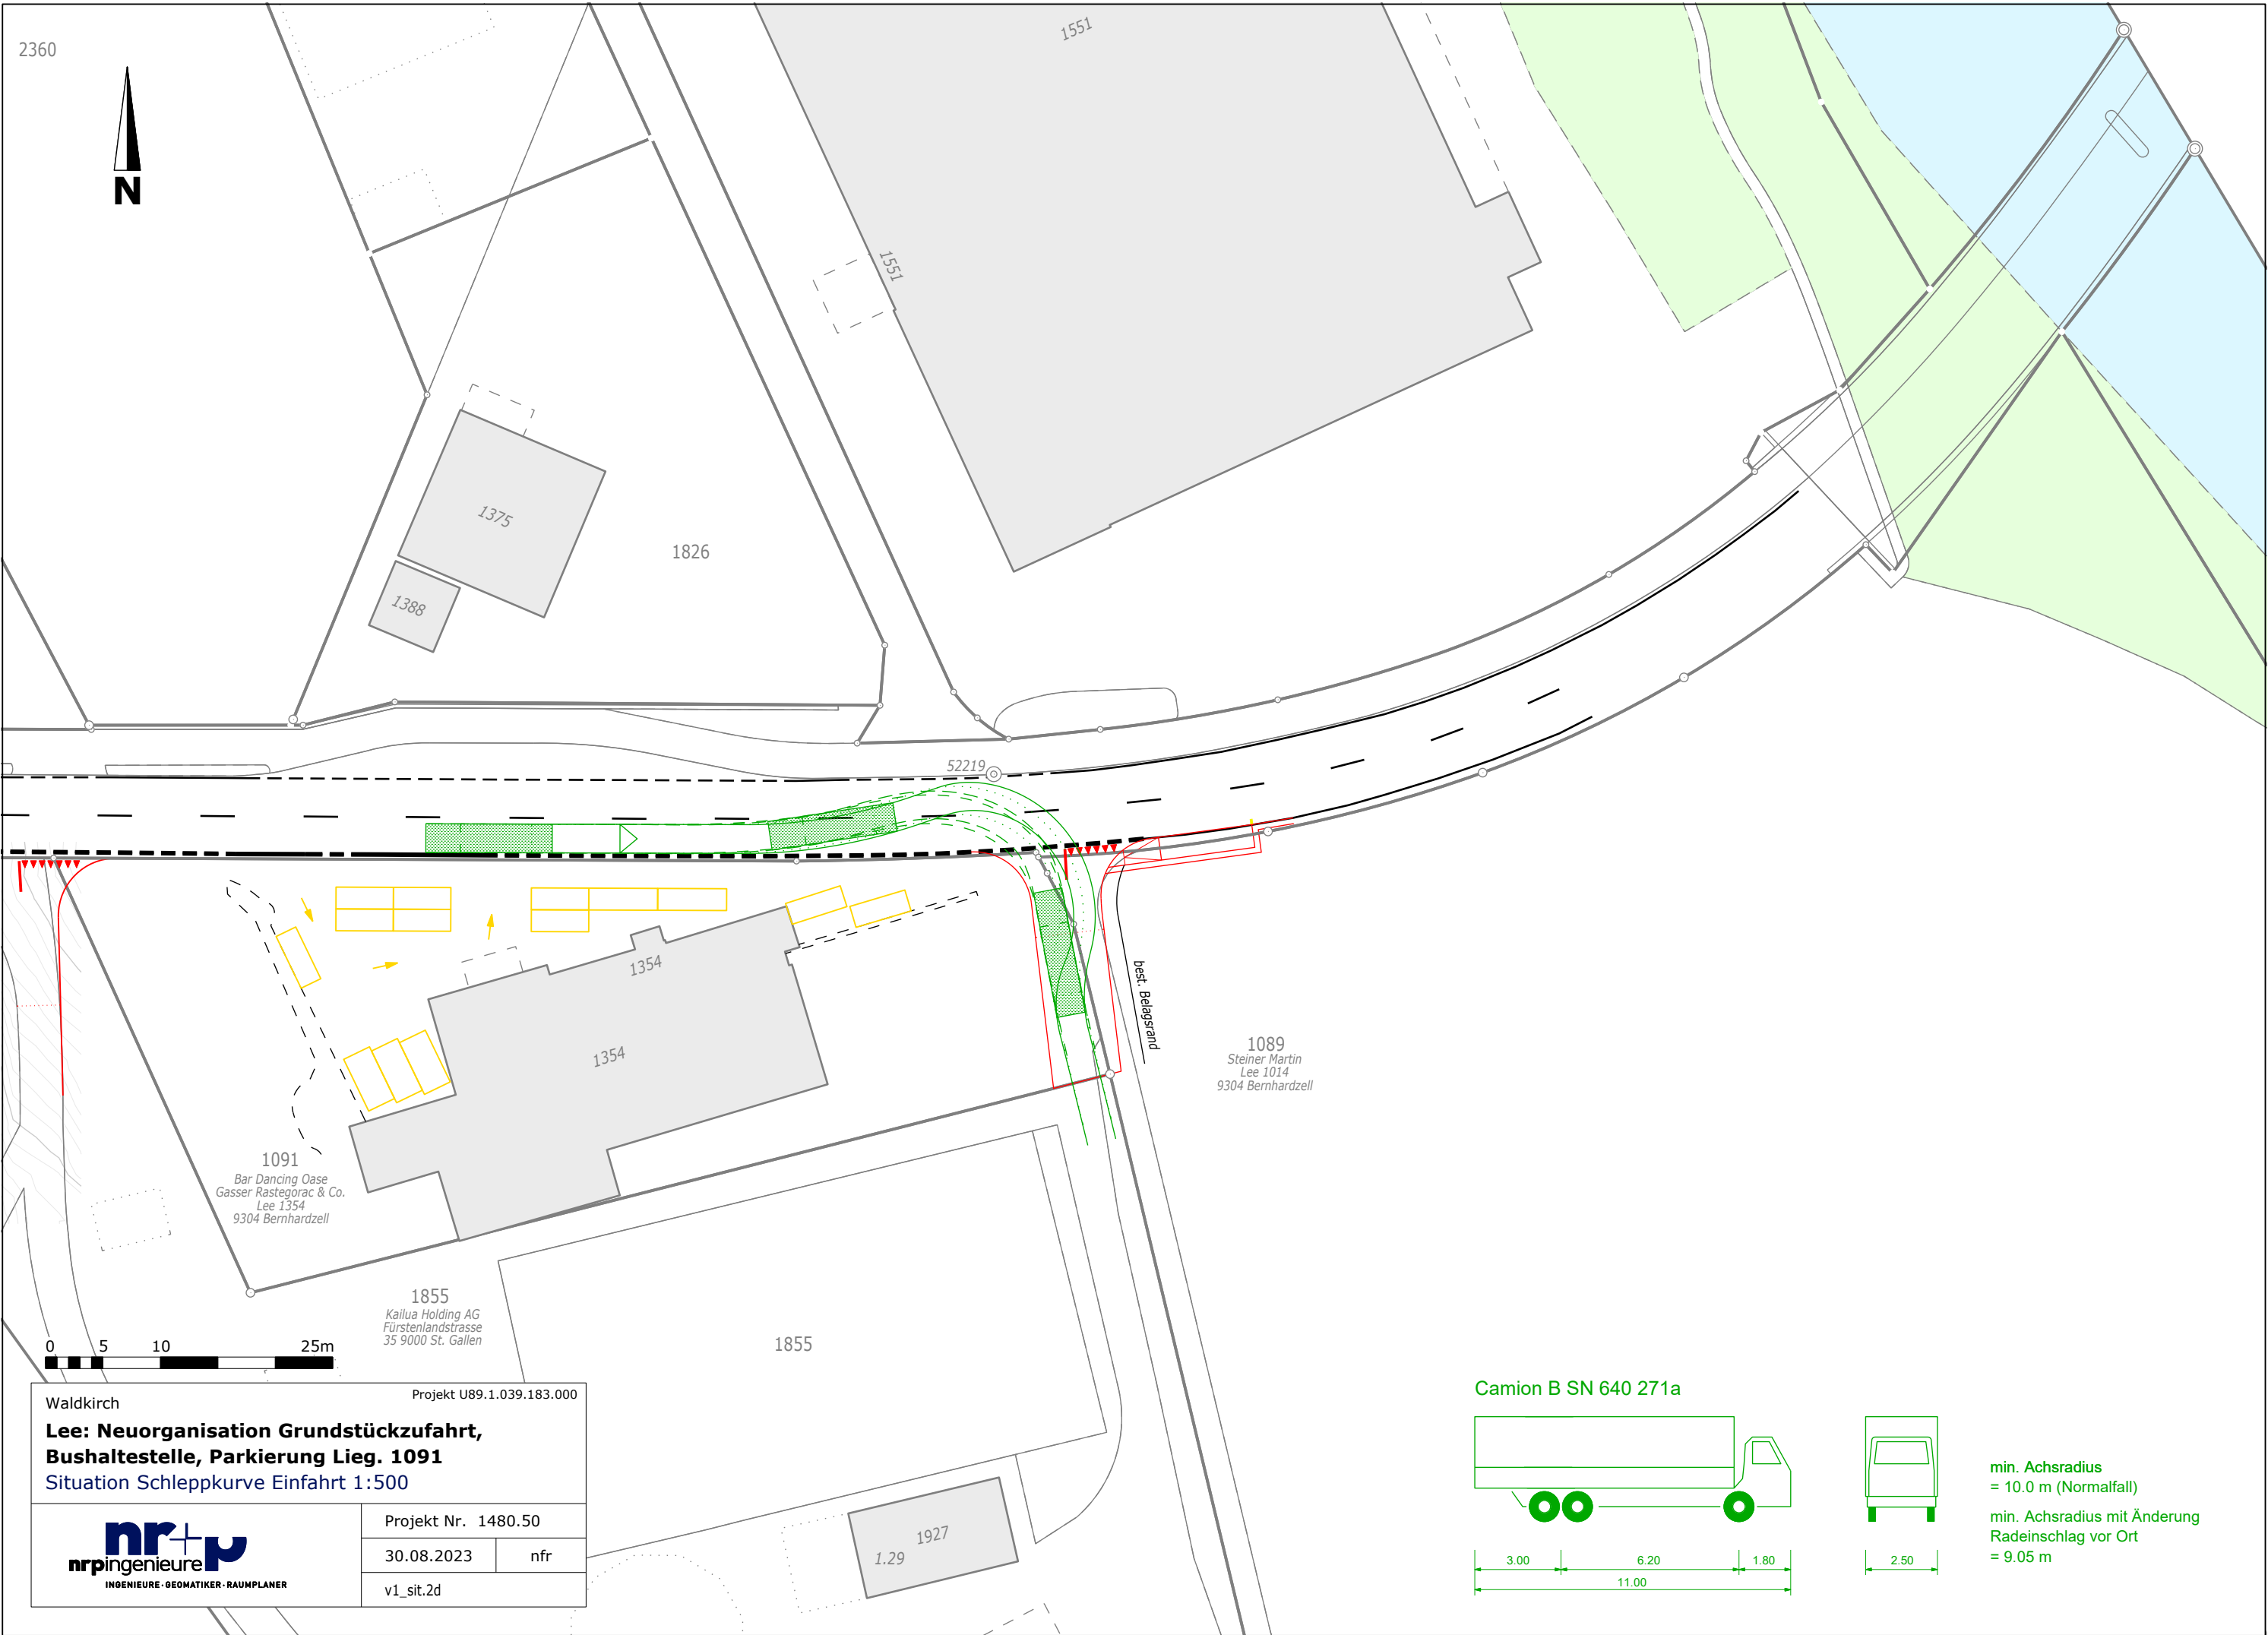 2360
N
1551
1551
1375
1826
1388
52219
1354
1354
best. Belagsrand
1089
Steiner Martin
Lee 1014
9304 Bernhardzell
1091
Bar Dancing Oase
Gasser Rastegorac & Co.
Lee 1354
9304 Bernhardzell
1855
Kailua Holding AG
Fürstenlandstrasse
35 9000 St. Gallen
1855
1927
1.29
0 5 10 25m
Waldkirch
Projekt U89.1.039.183.000
Lee: Neuorganisation Grundstückzufahrt,
Bushaltestelle, Parkierung Lieg. 1091
Situation Schleppkurve Einfahrt 1:500
nr+p
nrpingenieure
INGENIEURE·GEOMATIKER·RAUMPLANER
Projekt Nr. 1480.50
30.08.2023 nfr
v1_sit.2d
Camion B SN 640 271a
3.00 6.20 1.80
11.00
2.50
min. Achsradius
= 10.0 m (Normalfall)
min. Achsradius mit Änderung
Radeinschlag vor Ort
= 9.05 m